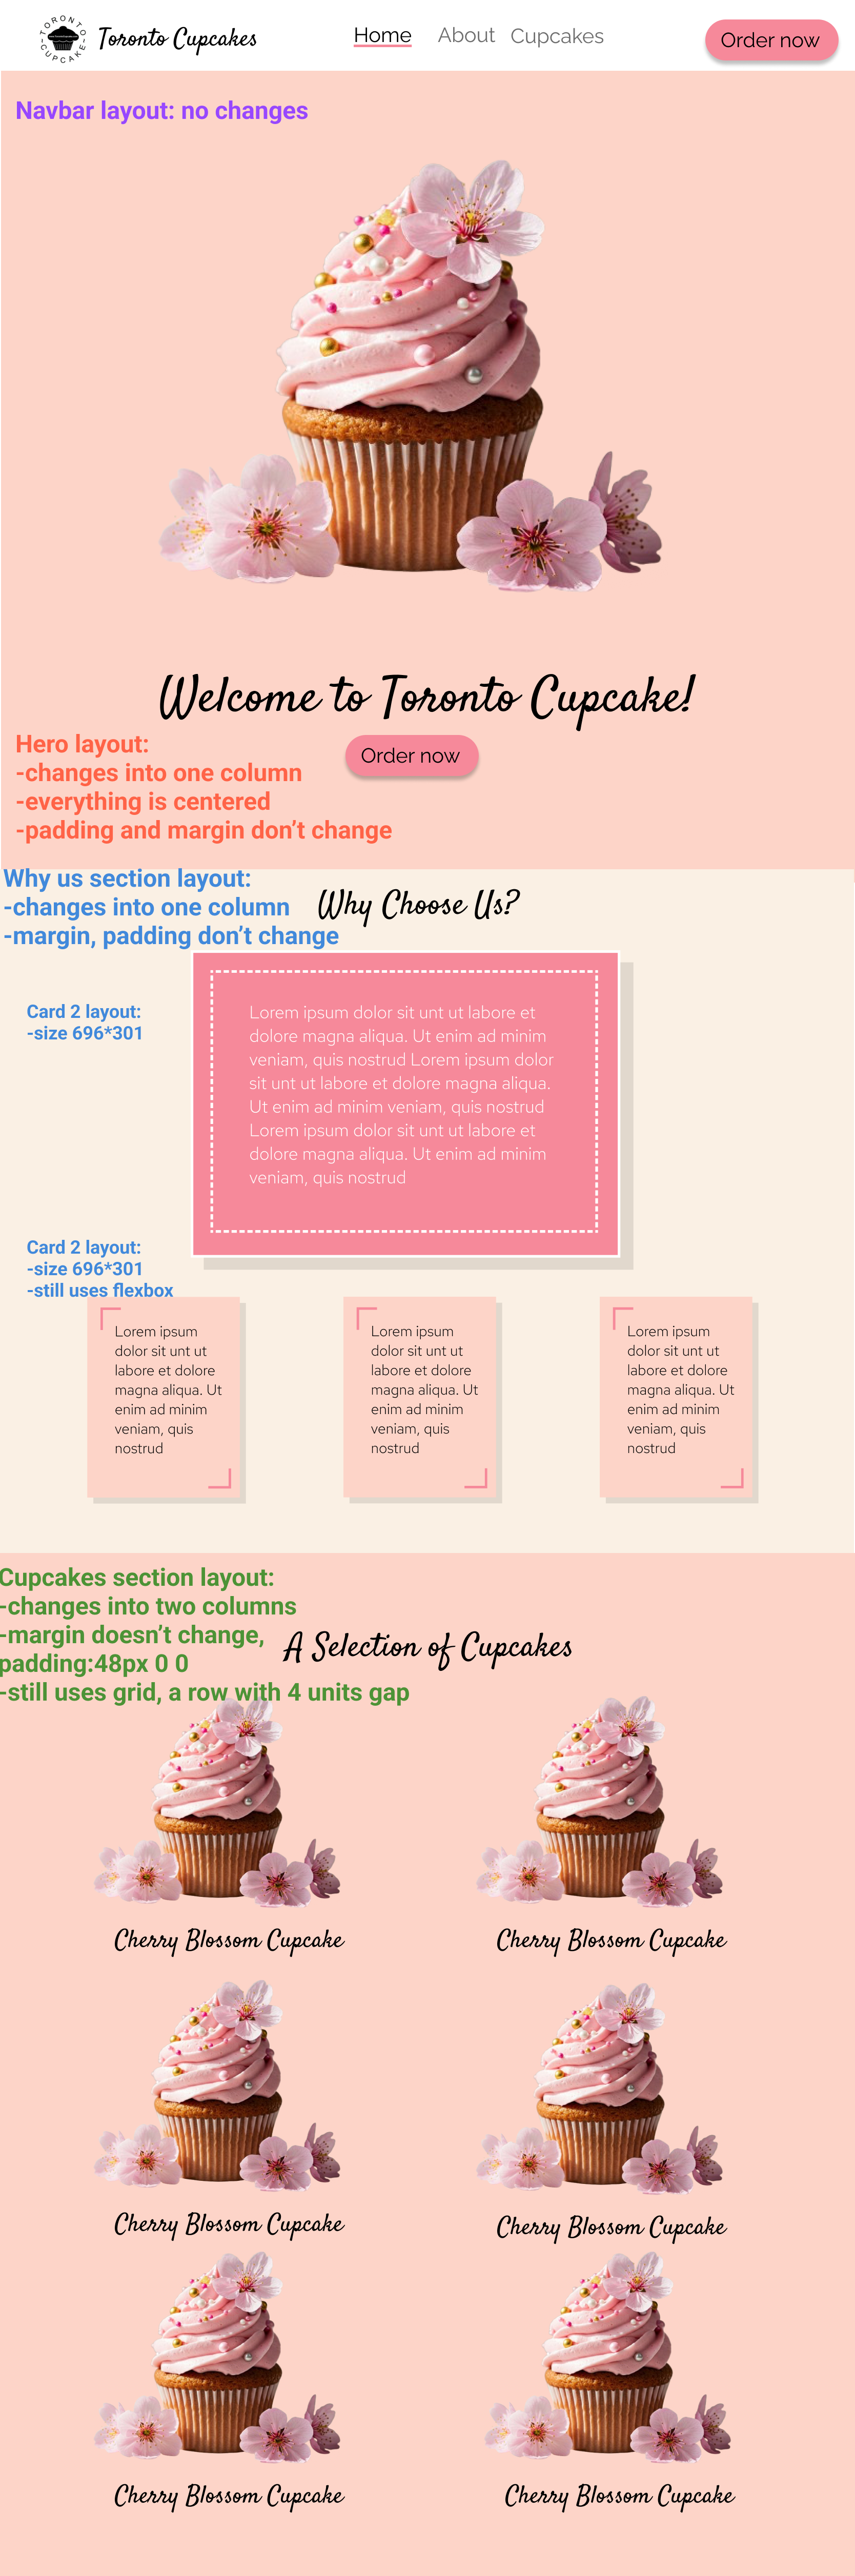 TORONTO
CUPCAKE
Toronto Cupcakes
Home About Cupcakes
Order now
Navbar layout: no changes
Welcome to Toronto Cupcake!
Hero layout:
-changes into one column
-everything is centered
-padding and margin don’t change
Order now
Why us section layout:
-changes into one column
-margin, padding don’t change
Why Choose Us?
Card 2 layout:
-size 696*301
Lorem ipsum dolor sit unt ut labore et
dolore magna aliqua. Ut enim ad minim
veniam, quis nostrud Lorem ipsum dolor
sit unt ut labore et dolore magna aliqua.
Ut enim ad minim veniam, quis nostrud
Lorem ipsum dolor sit unt ut labore et
dolore magna aliqua. Ut enim ad minim
veniam, quis nostrud
Card 2 layout:
-size 696*301
-still uses flexbox
Lorem ipsum
dolor sit unt ut
labore et dolore
magna aliqua. Ut
enim ad minim
veniam, quis
nostrud
Lorem ipsum
dolor sit unt ut
labore et dolore
magna aliqua. Ut
enim ad minim
veniam, quis
nostrud
Lorem ipsum
dolor sit unt ut
labore et dolore
magna aliqua. Ut
enim ad minim
veniam, quis
nostrud
Cupcakes section layout:
-changes into two columns
-margin doesn’t change,
padding:48px 0 0
-still uses grid, a row with 4 units gap
A Selection of Cupcakes
Cherry Blossom Cupcake
Cherry Blossom Cupcake
Cherry Blossom Cupcake
Cherry Blossom Cupcake
Cherry Blossom Cupcake
Cherry Blossom Cupcake